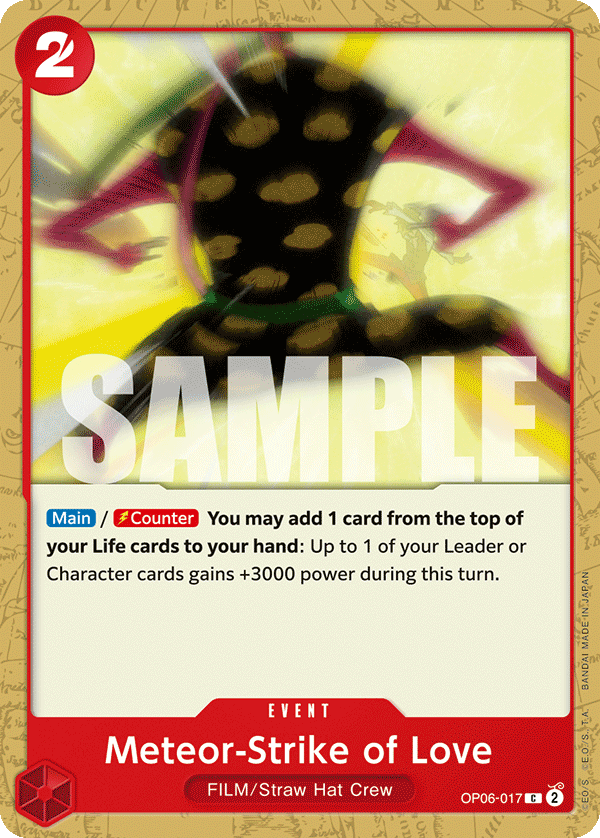 DLICHES EISMEER
2
SAMPLE
Main / Counter You may add 1 card from the top of
your Life cards to your hand: Up to 1 of your Leader or
Character cards gains +3000 power during this turn.
©E.O.S. ©E.O.S.,T.A. BANDAI MADE IN JAPAN
EVENT
Meteor-Strike of Love
FILM/Straw Hat Crew
OP06-017 C 2